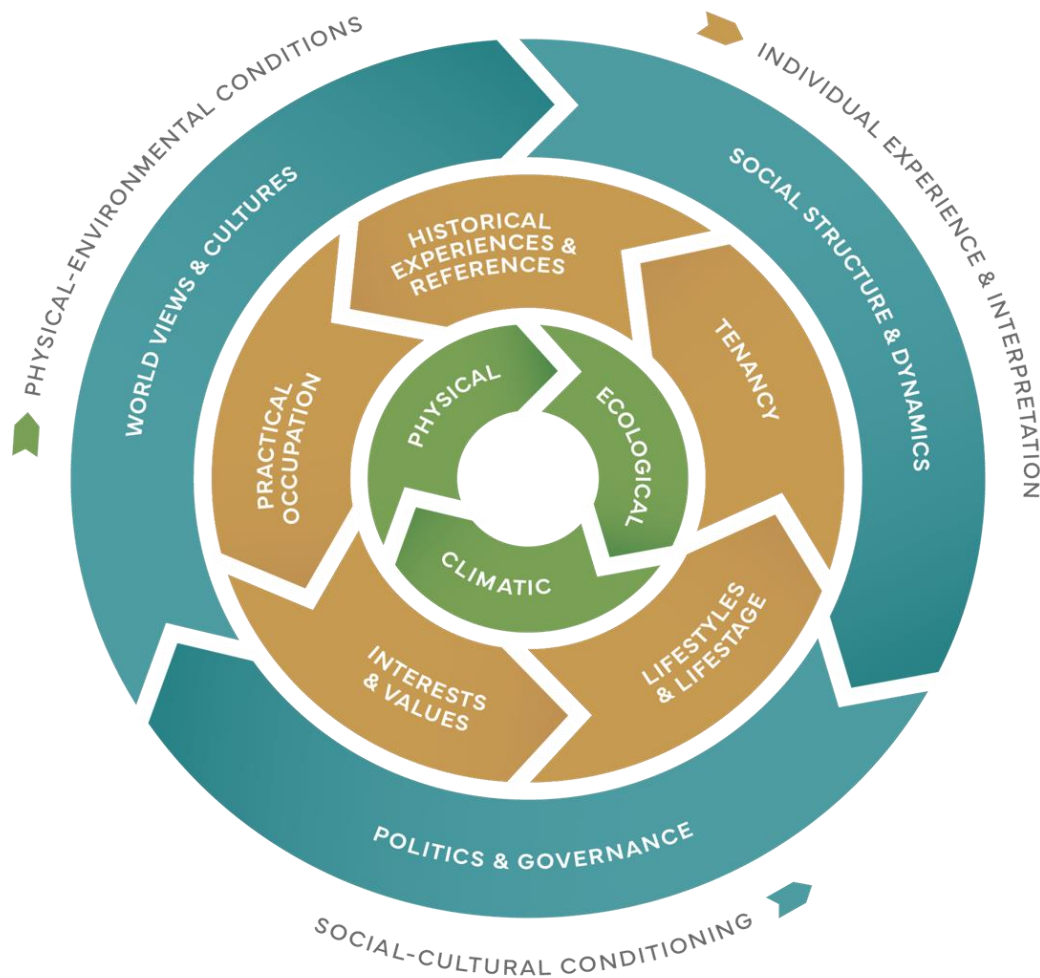 PHYSICAL-ENVIRONMENTAL CONDITIONS
INDIVIDUAL EXPERIENCE & INTERPRETATION
SOCIAL-CULTURAL CONDITIONING
WORLD VIEWS & CULTURES
SOCIAL STRUCTURE & DYNAMICS
POLITICS & GOVERNANCE
HISTORICAL
EXPERIENCES &
REFERENCES
TENANCY
LIFESTYLES
& LIFESTAGE
INTERESTS
& VALUES
PRACTICAL
OCCUPATION
PHYSICAL
ECOLOGICAL
CLIMATIC